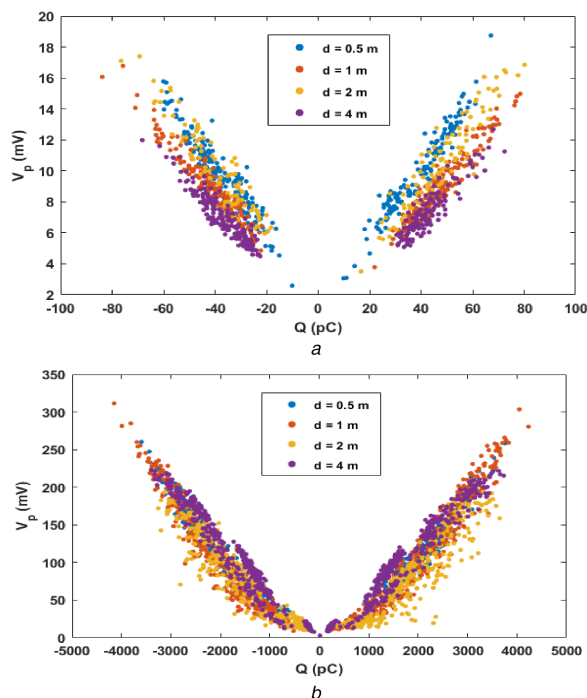 20
18
16
14
12
10
8
6
4
2
V_p (mV)
d = 0.5 m
d = 1 m
d = 2 m
d = 4 m
-100 -80 -60 -40 -20 0 20 40 60 80 100
Q (pC)
a
350
300
250
200
150
100
50
0
V_p (mV)
d = 0.5 m
d = 1 m
d = 2 m
d = 4 m
-5000 -4000 -3000 -2000 -1000 0 1000 2000 3000 4000 5000
Q (pC)
b